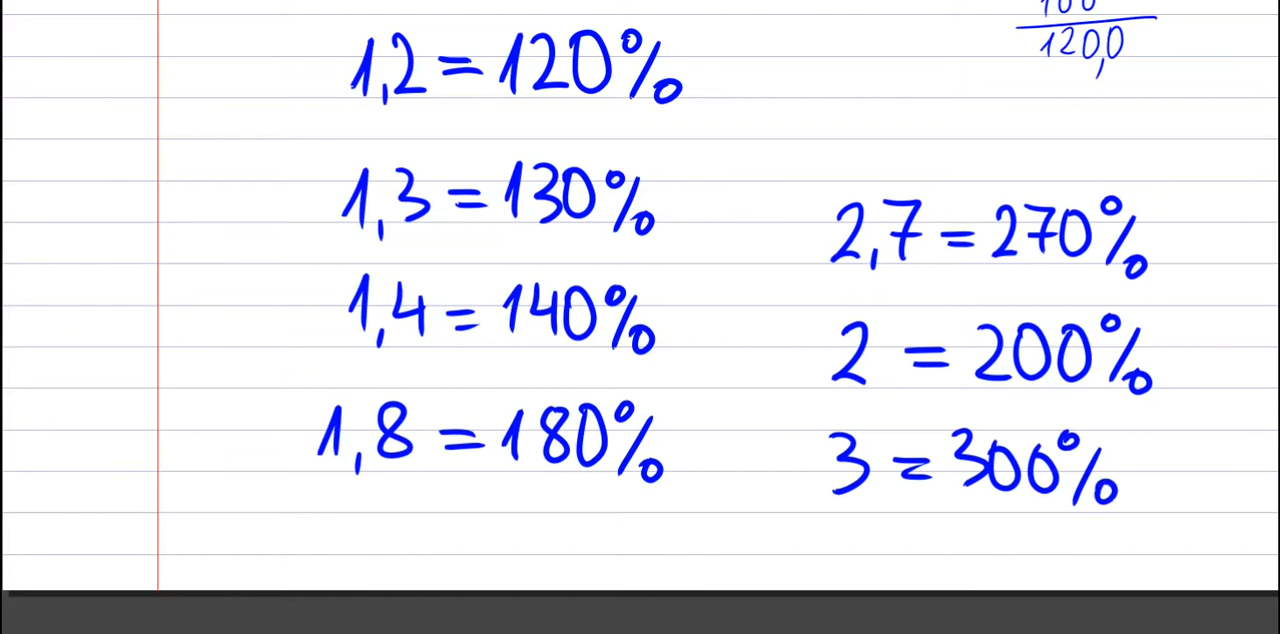 1,2 = 120%
1,3 = 130%
1,4 = 140%
1,8 = 180%
120,0
2,7 = 270%
2 = 200%
3 = 300%